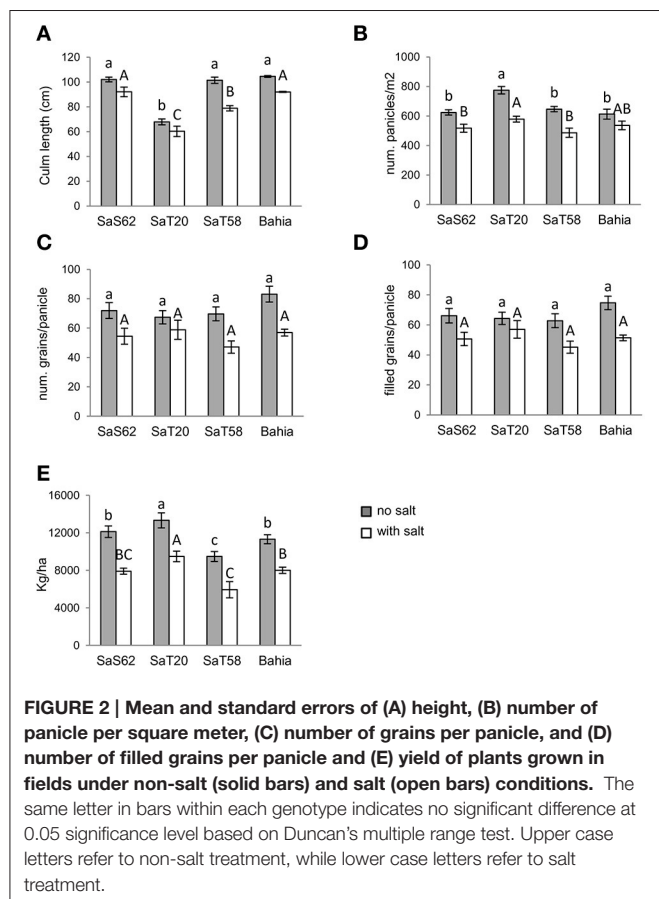 A
120
100
80
60
40
20
0
Culm length (cm)
a A b C a B a A
SaS62 SaT20 SaT58 Bahia
B
1000
800
600
400
200
0
num. panicles/m2
b B a A b B b AB
SaS62 SaT20 SaT58 Bahia
C
100
80
60
40
20
0
num. grains/panicle
a A a A a A a A
SaS62 SaT20 SaT58 Bahia
D
100
80
60
40
20
0
filled grains/panicle
a A a A a A a A
SaS62 SaT20 SaT58 Bahia
E
16000
12000
8000
4000
0
Kg/ha
b BC a A c C b B
SaS62 SaT20 SaT58 Bahia
no salt
with salt
FIGURE 2 | Mean and standard errors of (A) height, (B) number of
panicle per square meter, (C) number of grains per panicle, and (D)
number of filled grains per panicle and (E) yield of plants grown in
fields under non-salt (solid bars) and salt (open bars) conditions. The
same letter in bars within each genotype indicates no significant difference at
0.05 significance level based on Duncan's multiple range test. Upper case
letters refer to non-salt treatment, while lower case letters refer to salt
treatment.